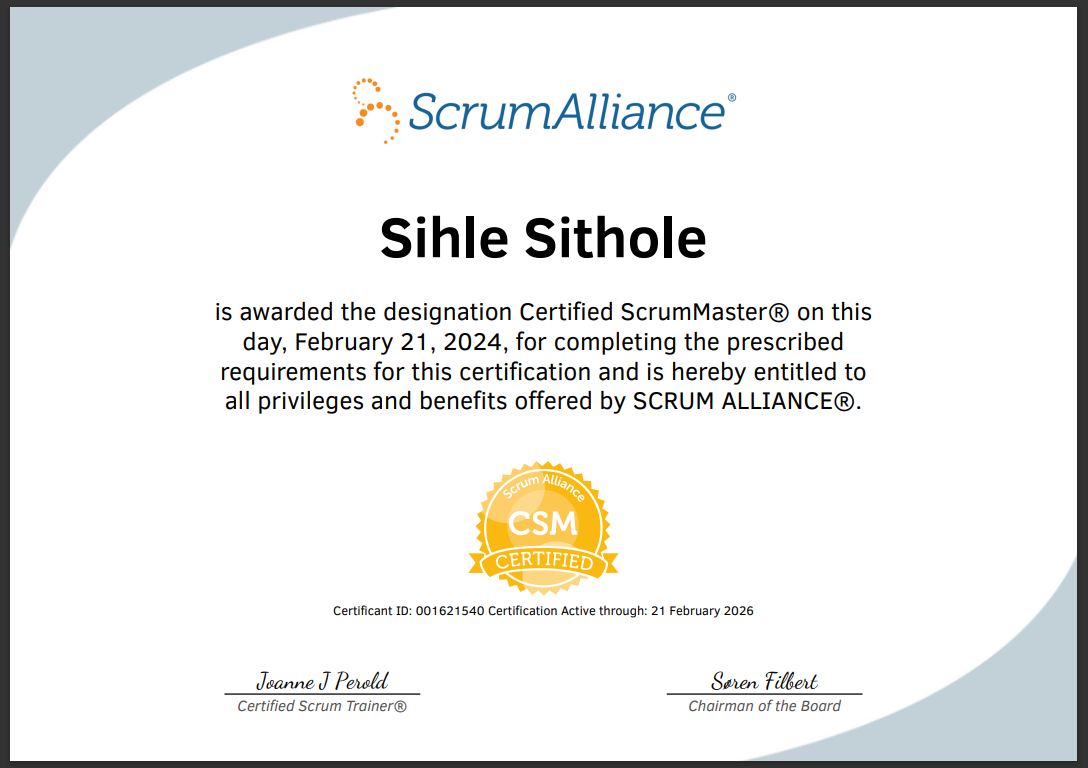 ScrumAlliance®
Sihle Sithole
is awarded the designation Certified ScrumMaster® on this
day, February 21, 2024, for completing the prescribed
requirements for this certification and is hereby entitled to
all privileges and benefits offered by SCRUM ALLIANCE®.
Scrum Alliance
CSM
CERTIFIED
Certificant ID: 001621540 Certification Active through: 21 February 2026
Joanne J Perold
Certified Scrum Trainer®
Søren Filbert
Chairman of the Board